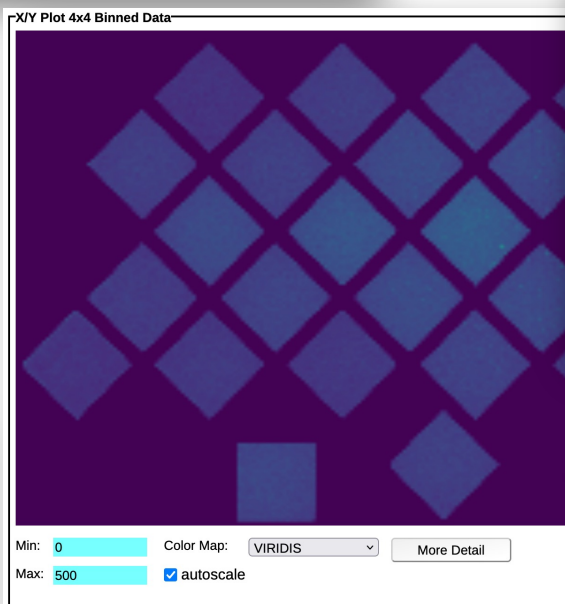 X/Y Plot 4x4 Binned Data
Min: 0 Color Map: VIRIDIS More Detail
Max: 500 autoscale